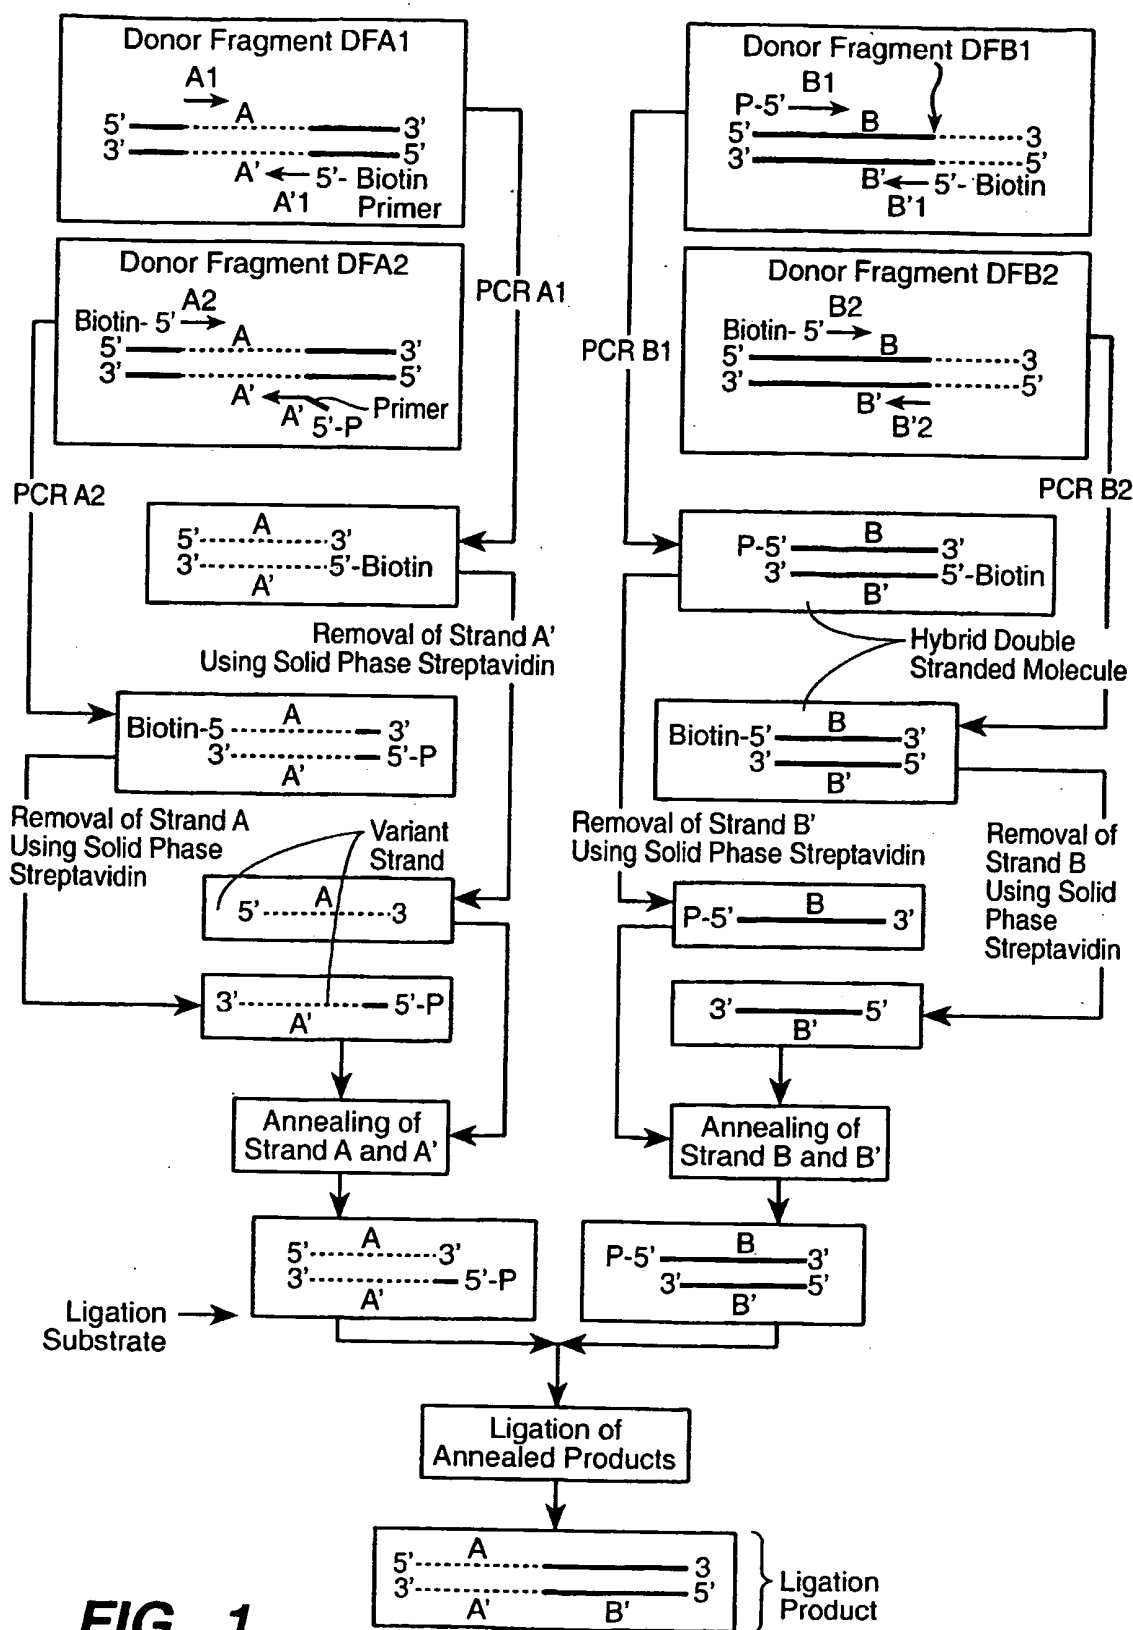 Donor Fragment DFA1
A1
A
5' 3'
3' 5'
A' 5'- Biotin
A'1 Primer
Donor Fragment DFA2
A2
Biotin- 5'
A
5' 3'
3' 5'
A'
A' Primer
5'-P
PCR A1
PCR A2
Donor Fragment DFB1
B1
P-5'
B
5' 3
3' 5'
B' 5'- Biotin
B'1
Donor Fragment DFB2
B2
Biotin- 5'
B
5' 3
3' 5'
B'
B'2
PCR B1
PCR B2
A
5' 3'
3' 5'-Biotin
A'
Removal of Strand A'
Using Solid Phase Streptavidin
A
Biotin-5 3'
3' 5'-P
A'
Removal of Strand A
Using Solid Phase
Streptavidin
Variant
Strand
A
5' 3
3' 5'-P
A'
Annealing of
Strand A and A'
A
5' 3'
3' 5'-P
A'
Ligation
Substrate
B
P-5' 3'
3' 5'-Biotin
B'
Hybrid Double
Stranded Molecule
B
Biotin-5' 3'
3' 5'
B'
Removal of Strand B'
Using Solid Phase Streptavidin
Removal of
Strand B
Using Solid
Phase
Streptavidin
B
P-5' 3'
3' 5'
B'
Annealing of
Strand B and B'
B
P-5' 3'
3' 5'
B'
Ligation of
Annealed Products
A
5' 3
3' 5'
A' B'
Ligation
Product
FIG. 1